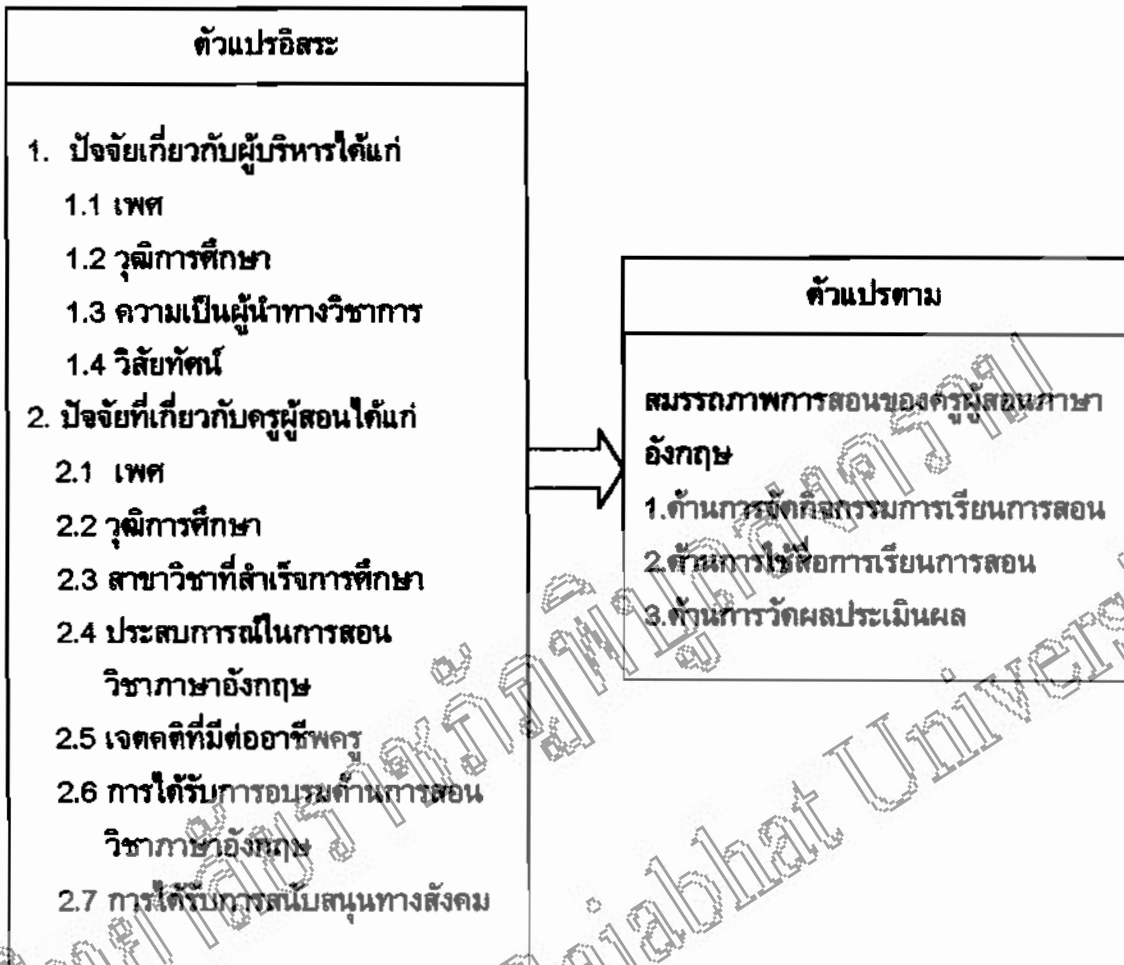 ตัวแปรอิสระ
1. ปัจจัยเกี่ยวกับผู้บริหารได้แก่
1.1 เพศ
1.2 วุฒิการศึกษา
1.3 ความเป็นผู้นำทางวิชาการ
1.4 วิสัยทัศน์
2. ปัจจัยที่เกี่ยวกับครูผู้สอนได้แก่
2.1 เพศ
2.2 วุฒิการศึกษา
2.3 สาขาวิชาที่สำเร็จการศึกษา
2.4 ประสบการณ์ในการสอน
วิชาภาษาอังกฤษ
2.5 เจตคติที่มีต่ออาชีพครู
2.6 การได้รับการอบรมด้านการสอน
วิชาภาษาอังกฤษ
2.7 การได้รับการสนับสนุนทางสังคม
ตัวแปรตาม
สมรรถภาพการสอนของครูผู้สอนภาษา
อังกฤษ
1.ด้านการจัดกิจกรรมการเรียนการสอน
2.ด้านการใช้สื่อการเรียนการสอน
3.ด้านการวัดผลประเมินผล